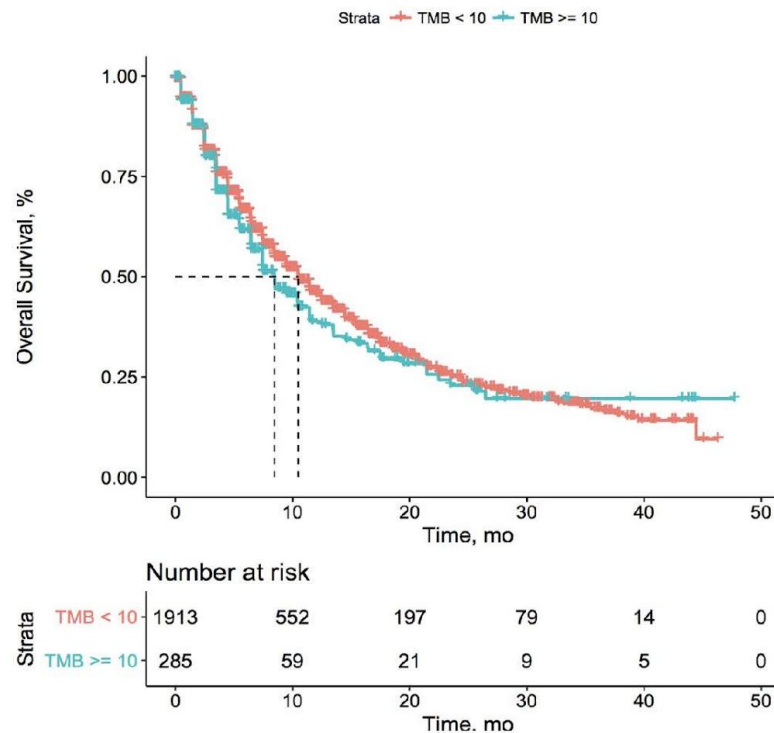 Strata TMB < 10 TMB >= 10
1.00
0.75
0.50
0.25
0.00
Overall Survival, %
0 10 20 30 40 50
Time, mo
Number at risk
Strata
TMB < 10 1913 552 197 79 14 0
TMB >= 10 285 59 21 9 5 0
0 10 20 30 40 50
Time, mo